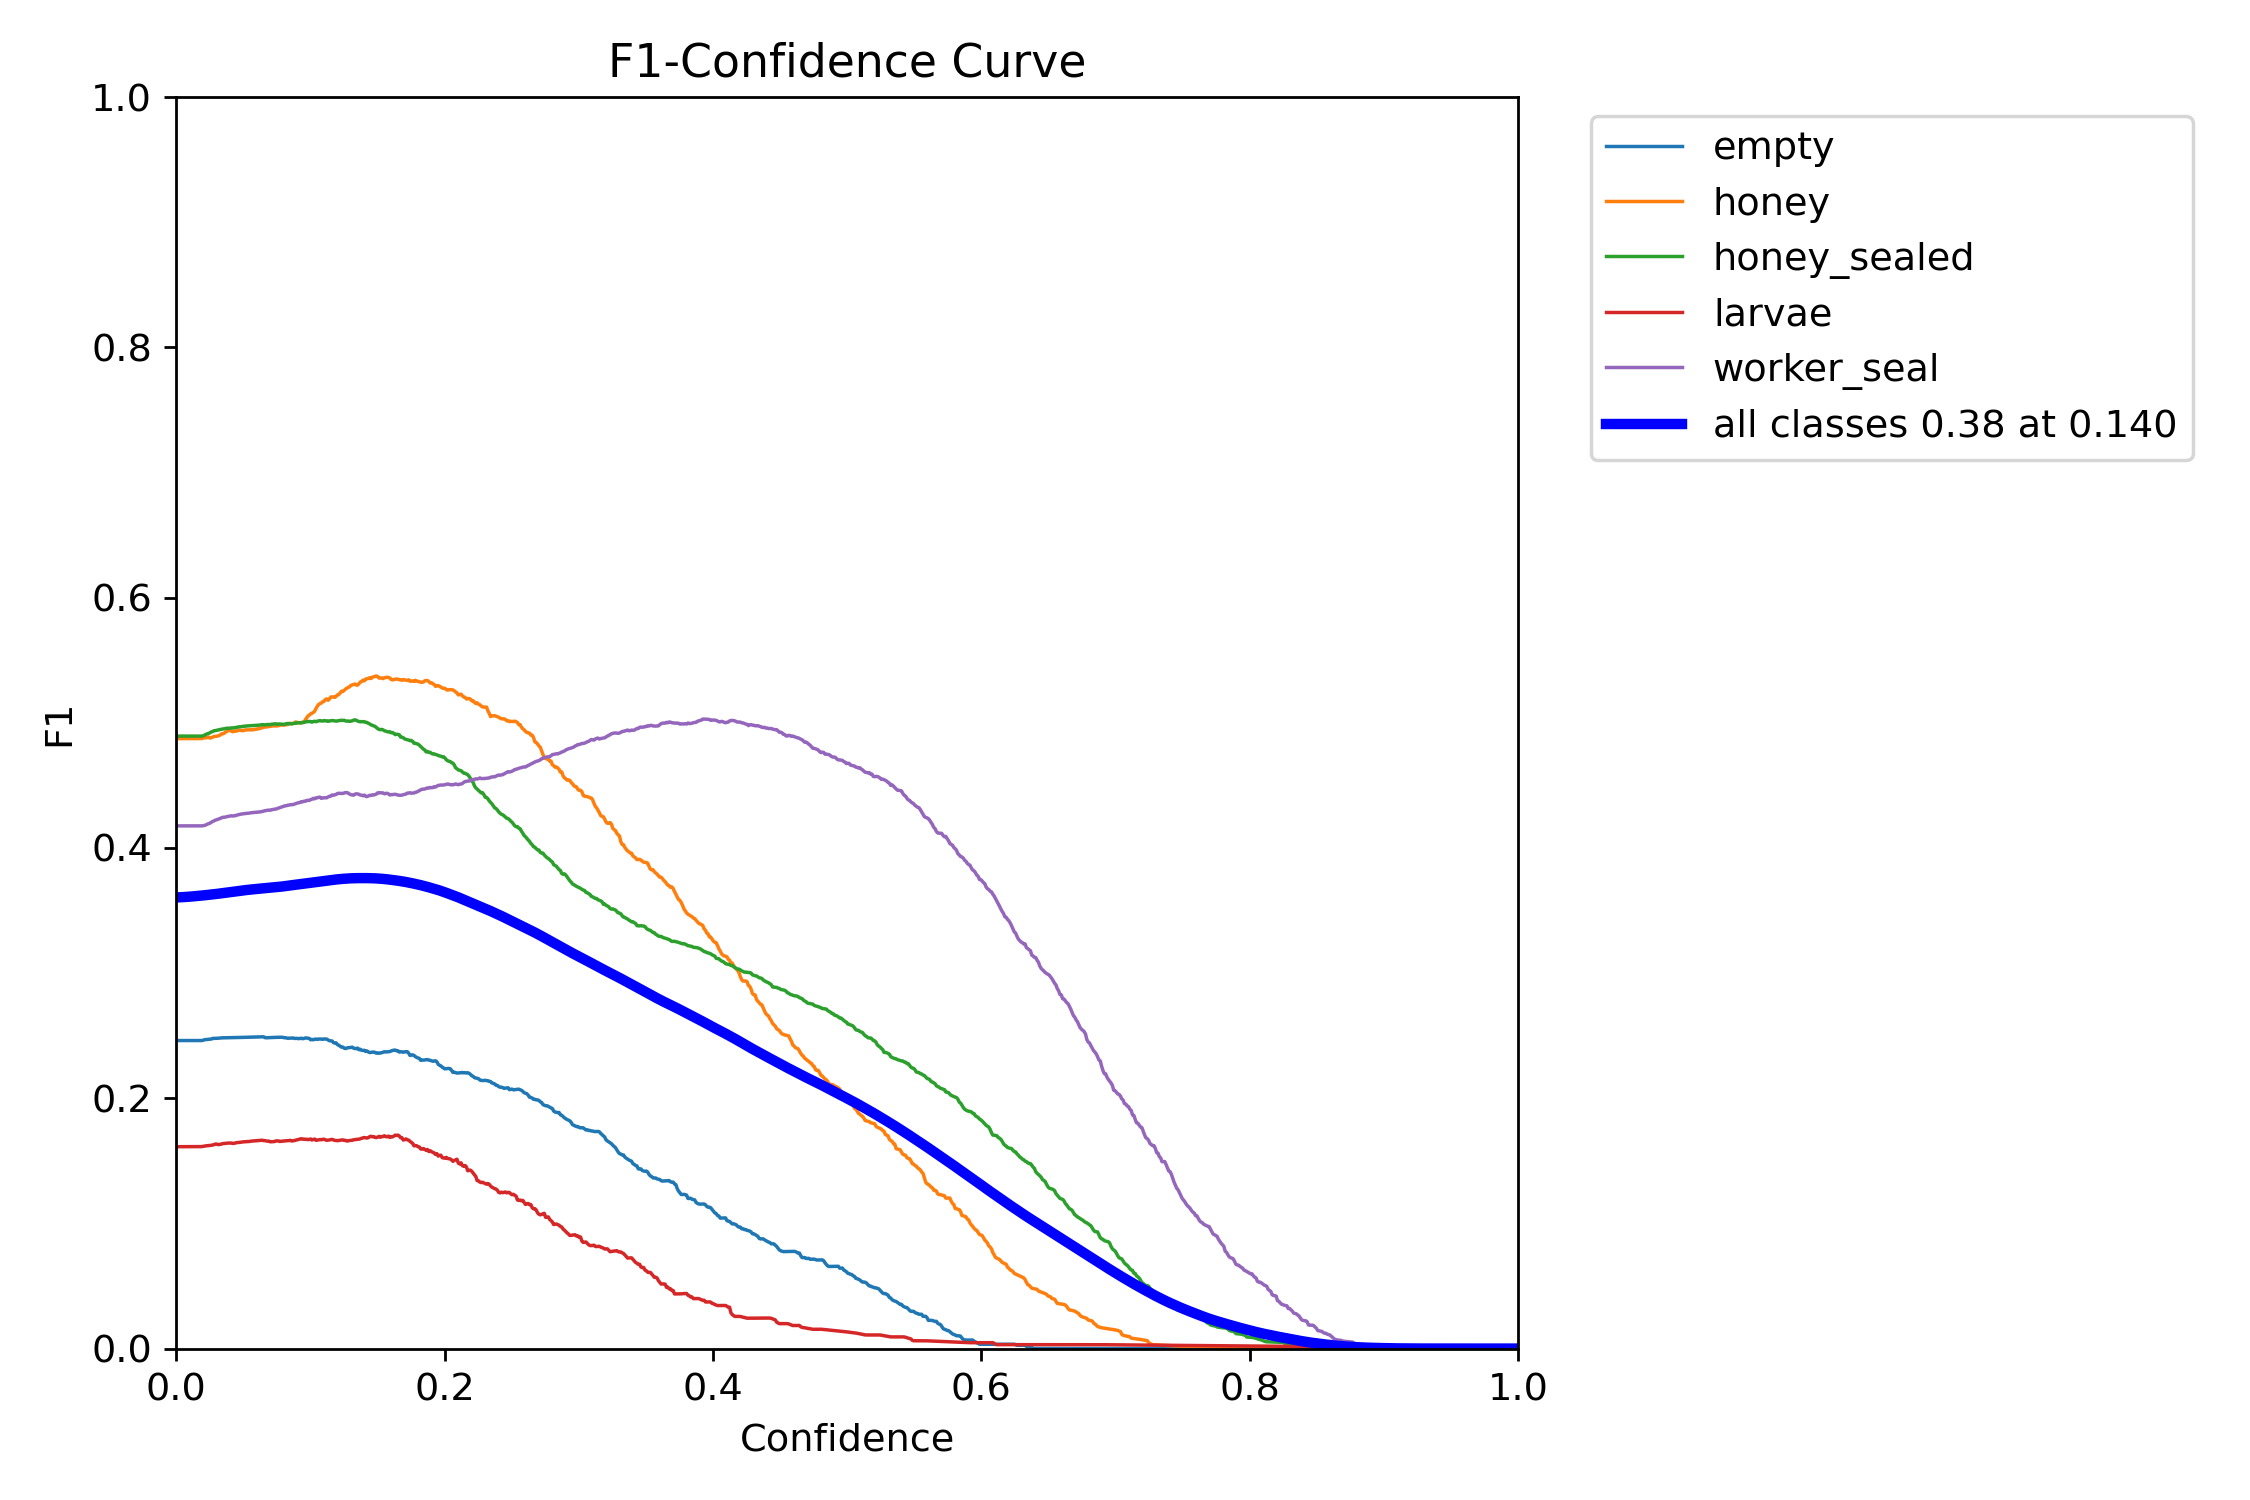 F1-Confidence Curve
1.0
0.8
0.6
0.4
0.2
0.0
F1
0.0 0.2 0.4 0.6 0.8 1.0
Confidence
empty
honey
honey_sealed
larvae
worker_seal
all classes 0.38 at 0.140